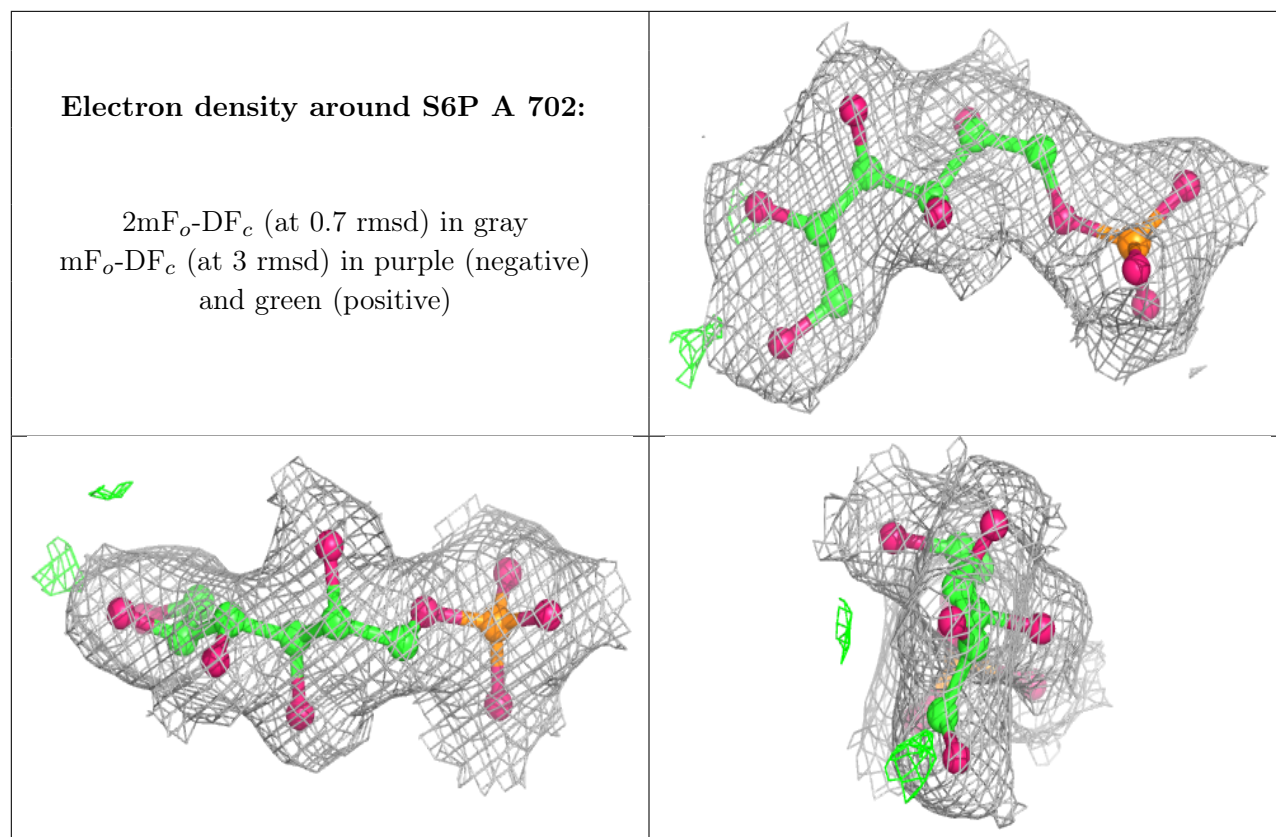 Electron density around S6P A 702:
2mFₒ-DF𝒸 (at 0.7 rmsd) in gray
mFₒ-DF𝒸 (at 3 rmsd) in purple (negative)
and green (positive)